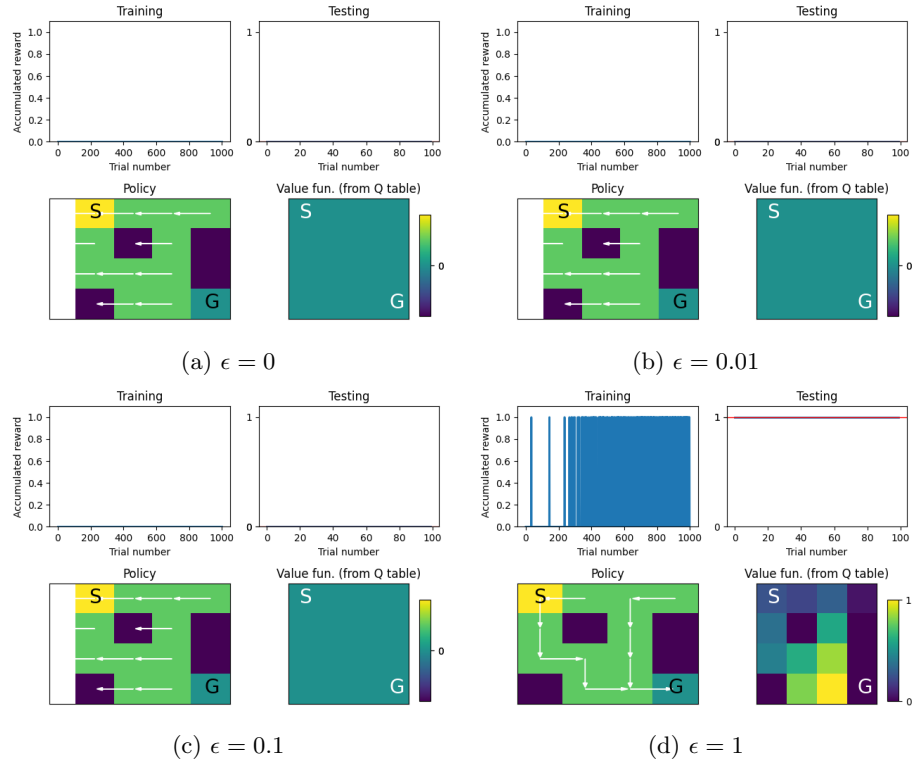 Training Testing
Accumulated reward
1.0
0.8
0.6
0.4
0.2
0.0
1
0
0 200 400 600 800 1000
0 200 400 600 800 1000
Trial number Trial number
Policy Value fun. (from Q table)
S S
0
G G
(a) ϵ = 0
Training Testing
Accumulated reward
1.0
0.8
0.6
0.4
0.2
0.0
1
0
0 200 400 600 800 1000
0 20 40 60 80 100
Trial number Trial number
Policy Value fun. (from Q table)
S S
0
G G
(b) ϵ = 0.01
Training Testing
Accumulated reward
1.0
0.8
0.6
0.4
0.2
0.0
1
0
0 200 400 600 800 1000
0 20 40 60 80 100
Trial number Trial number
Policy Value fun. (from Q table)
S S
0
G G
(c) ϵ = 0.1
Training Testing
Accumulated reward
1.0
0.8
0.6
0.4
0.2
0.0
1
0
0 200 400 600 800 1000
0 20 40 60 80 100
Trial number Trial number
Policy Value fun. (from Q table)
S S
1
0
G G
(d) ϵ = 1